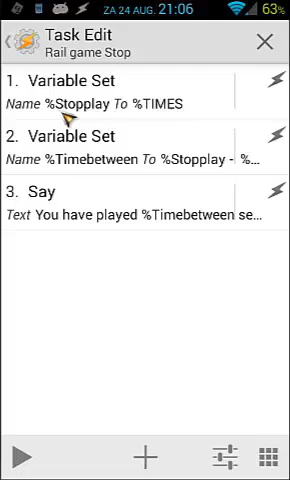 ZA 24 AUG. 21:06 63%
Task Edit
Rail game Stop
1. Variable Set
Name %Stopplay To %TIMES
2. Variable Set
Name %Timebetween To %Stopplay - %...
3. Say
Text You have played %Timebetween se...